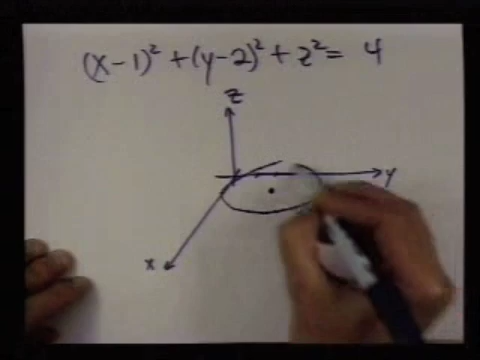 (x-1)² + (y-2)² + z² = 4
z
y
x